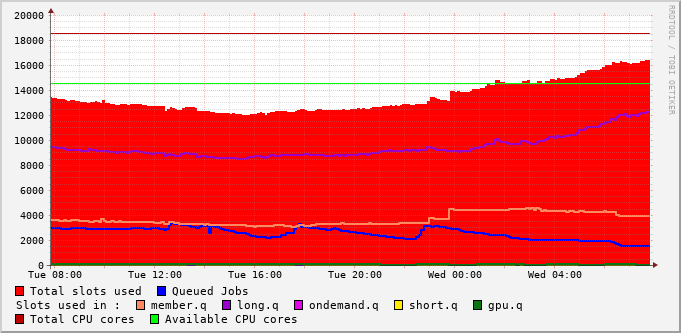 20000
18000
16000
14000
12000
10000
8000
6000
4000
2000
0
Tue 08:00 Tue 12:00 Tue 16:00 Tue 20:00 Wed 00:00 Wed 04:00
Total slots used Queued Jobs
Slots used in : member.q long.q ondemand.q short.q gpu.q
Total CPU cores Available CPU cores
RRDTOOL / TOBI OETIKER